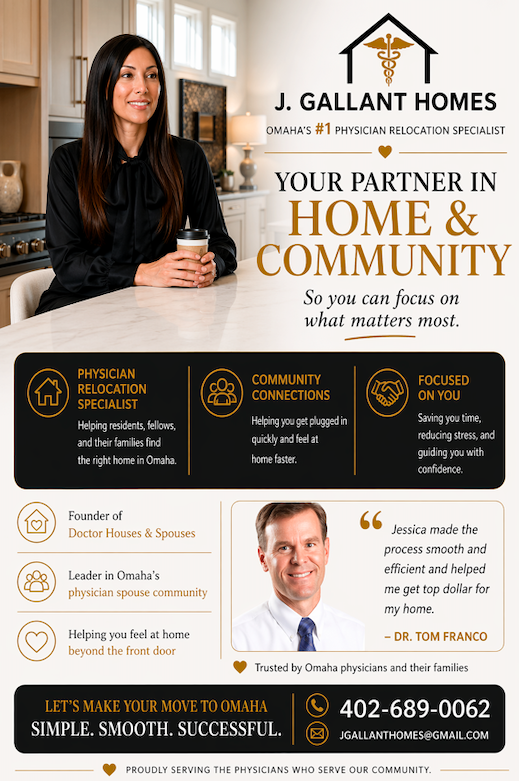 J. GALLANT HOMES
OMAHA'S #1 PHYSICIAN RELOCATION SPECIALIST
YOUR PARTNER IN
HOME &
COMMUNITY
So you can focus on
what matters most.
PHYSICIAN
RELOCATION
SPECIALIST
Helping residents, fellows,
and their families find
the right home in Omaha.
COMMUNITY
CONNECTIONS
Helping you get plugged in
quickly and feel at
home faster.
FOCUSED
ON YOU
Saving you time,
reducing stress, and
guiding you with
confidence.
Founder of
Doctor Houses & Spouses
Leader in Omaha's
physician spouse community
Helping you feel at home
beyond the front door
“ Jessica made the
process smooth and
efficient and helped
me get top dollar for
my home.
– DR. TOM FRANCO
Trusted by Omaha physicians and their families
LET'S MAKE YOUR MOVE TO OMAHA
SIMPLE. SMOOTH. SUCCESSFUL.
402-689-0062
JGALLANTHOMES@GMAIL.COM
PROUDLY SERVING THE PHYSICIANS WHO SERVE OUR COMMUNITY.